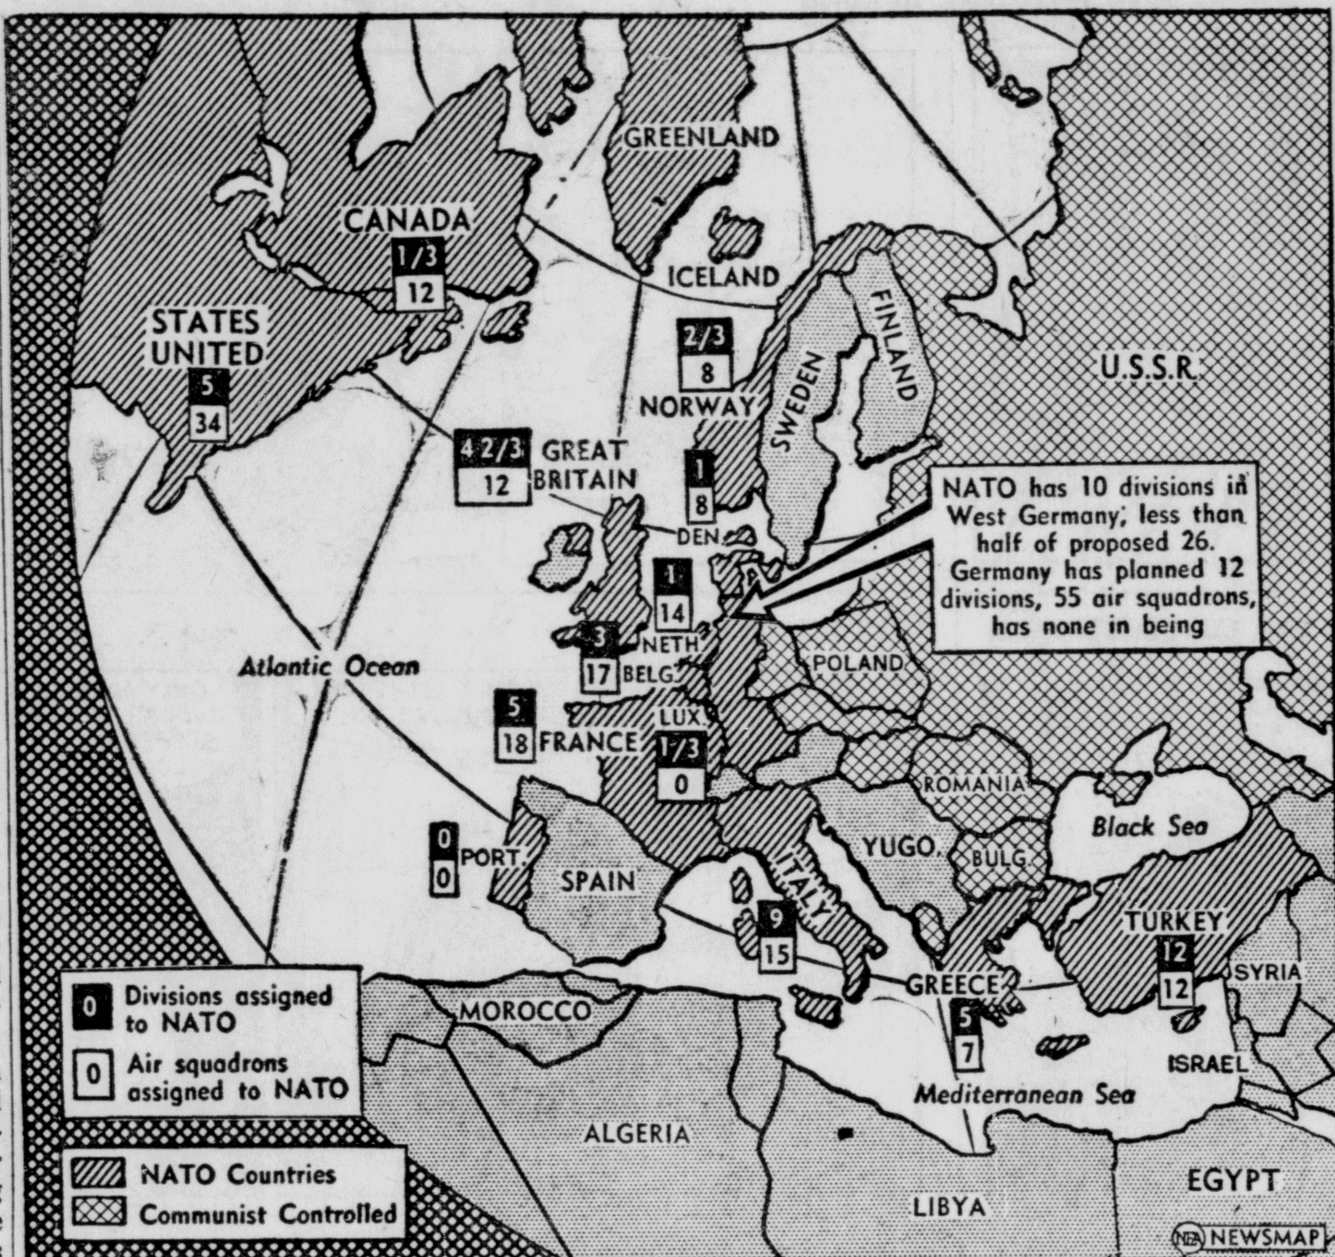 GREENLAND
CANADA
1/3
12
ICELAND
STATES
UNITED
5
34
2/3
8
NORWAY
SWEDEN
FINLAND
U.S.S.R.
4 2/3
12
GREAT
BRITAIN
1
8
DEN.
NATO has 10 divisions in
West Germany, less than
half of proposed 26.
Germany has planned 12
divisions, 55 air squadrons,
has none in being
1
14
NETH.
3
17
BELG.
POLAND
Atlantic Ocean
5
18
FRANCE
LUX.
1/3
0
ROMANIA
Black Sea
YUGO.
BULG.
0
0
PORT.
SPAIN
ITALY
9
15
TURKEY
12
12
SYRIA
GREECE
5
7
ISRAEL
Mediterranean Sea
MOROCCO
ALGERIA
LIBYA
EGYPT
0 Divisions assigned
to NATO
0 Air squadrons
assigned to NATO
NATO Countries
Communist Controlled
NEA NEWSMAP